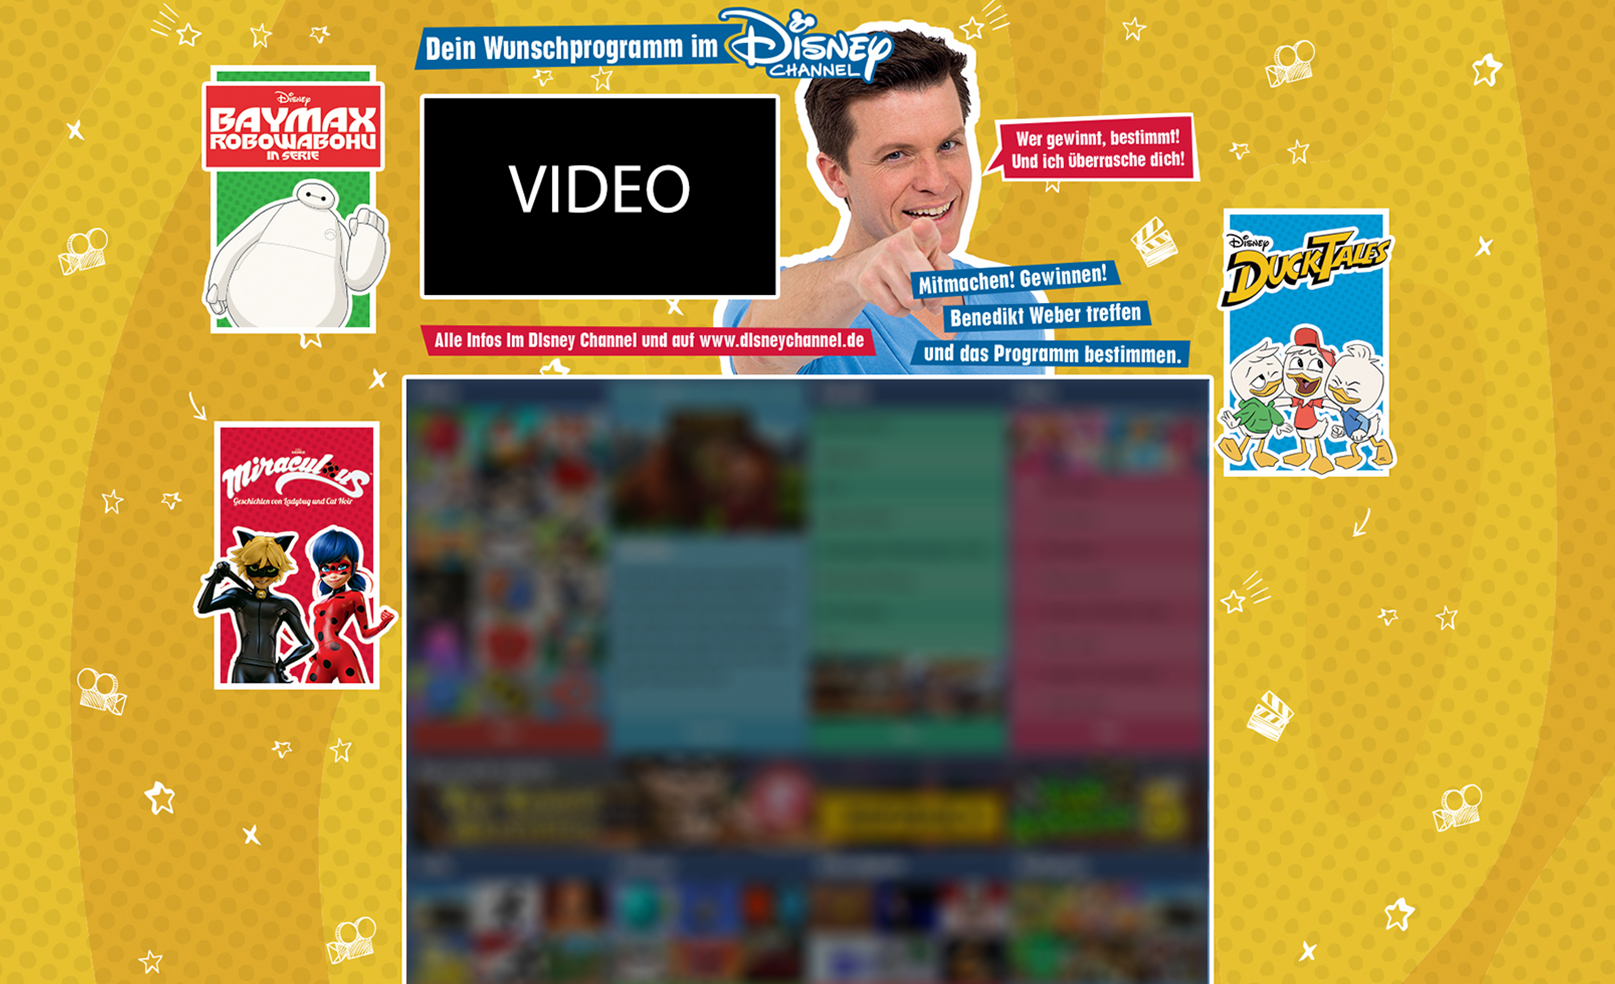 Dein Wunschprogramm im Disney
CHANNEL
Disney
BAYMAX
ROBOWABOHU
IN SERIE
VIDEO
Wer gewinnt, bestimmt!
Und ich überrasche dich!
Mitmachen! Gewinnen!
Benedikt Weber treffen
und das Programm bestimmen.
Alle Infos im Disney Channel und auf www.disneychannel.de
Disney
DUCKTALES
Miraculous
Geschichten von Ladybug und Cat Noir